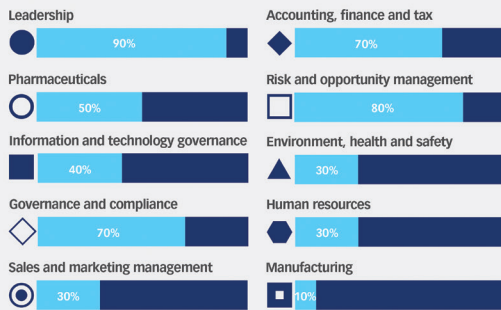 Leadership
90%
Pharmaceuticals
50%
Information and technology governance
40%
Governance and compliance
70%
Sales and marketing management
30%
Accounting, finance and tax
70%
Risk and opportunity management
80%
Environment, health and safety
30%
Human resources
30%
Manufacturing
10%